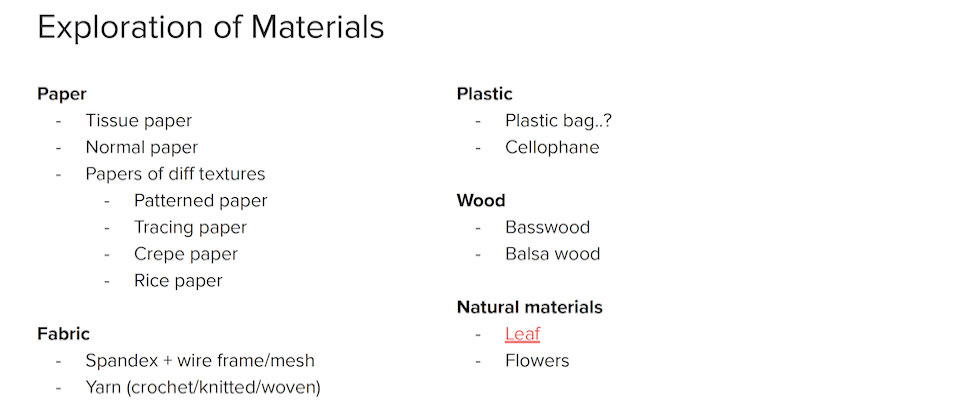 Exploration of Materials
Paper
- Tissue paper
- Normal paper
- Papers of diff textures
- Patterned paper
- Tracing paper
- Crepe paper
- Rice paper
Fabric
- Spandex + wire frame/mesh
- Yarn (crochet/knitted/woven)
Plastic
- Plastic bag..?
- Cellophane
Wood
- Basswood
- Balsa wood
Natural materials
- Leaf
- Flowers